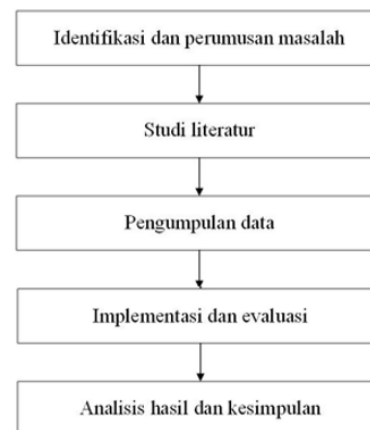 Identifikasi dan perumusan masalah
Studi literatur
Pengumpulan data
Implementasi dan evaluasi
Analisis hasil dan kesimpulan